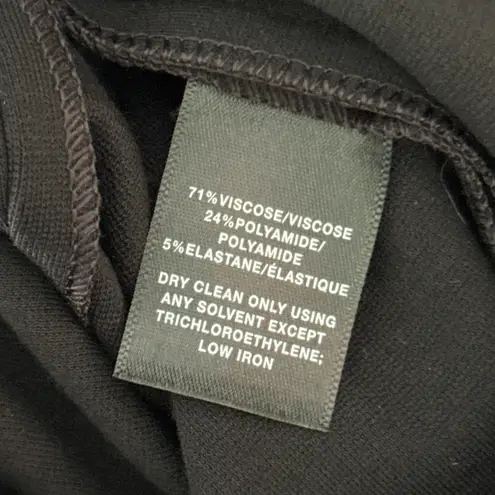 71%VISCOSE/VISCOSE
24%POLYAMIDE/
POLYAMIDE
5%ELASTANE/ÉLASTIQUE
DRY CLEAN ONLY USING
ANY SOLVENT EXCEPT
TRICHLOROETHYLENE;
LOW IRON